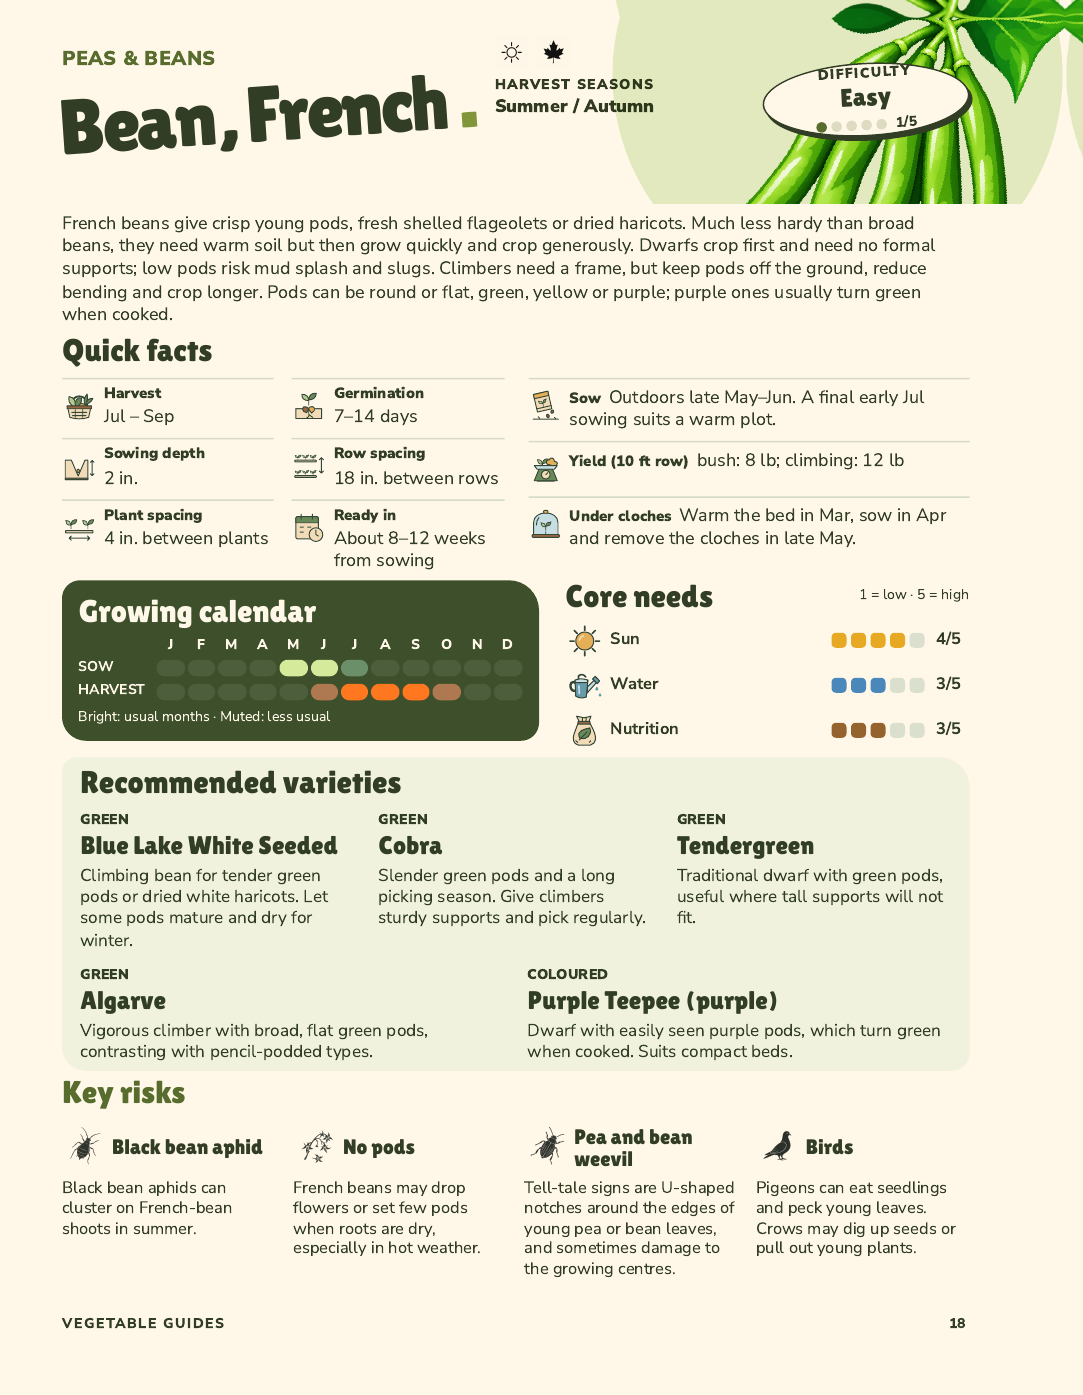 PEAS & BEANS
Bean, French.
HARVEST SEASONS
Summer / Autumn
DIFFICULTY
Easy
1/5
French beans give crisp young pods, fresh shelled flageolets or dried haricots. Much less hardy than broad
beans, they need warm soil but then grow quickly and crop generously. Dwarfs crop first and need no formal
supports; low pods risk mud splash and slugs. Climbers need a frame, but keep pods off the ground, reduce
bending and crop longer. Pods can be round or flat, green, yellow or purple; purple ones usually turn green
when cooked.
Quick facts
Harvest
Jul – Sep
Germination
7–14 days
Sow Outdoors late May–Jun. A final early Jul
sowing suits a warm plot.
Sowing depth
2 in.
Row spacing
18 in. between rows
Yield (10 ft row) bush: 8 lb; climbing: 12 lb
Plant spacing
4 in. between plants
Ready in
About 8–12 weeks
from sowing
Under cloches Warm the bed in Mar, sow in Apr
and remove the cloches in late May.
Growing calendar
J F M A M J J A S O N D
SOW
HARVEST
Bright: usual months · Muted: less usual
Core needs
1 = low · 5 = high
Sun 4/5
Water 3/5
Nutrition 3/5
Recommended varieties
GREEN
Blue Lake White Seeded
Climbing bean for tender green
pods or dried white haricots. Let
some pods mature and dry for
winter.
GREEN
Cobra
Slender green pods and a long
picking season. Give climbers
sturdy supports and pick regularly.
GREEN
Tendergreen
Traditional dwarf with green pods,
useful where tall supports will not
fit.
GREEN
Algarve
Vigorous climber with broad, flat green pods,
contrasting with pencil-podded types.
COLOURED
Purple Teepee (purple)
Dwarf with easily seen purple pods, which turn green
when cooked. Suits compact beds.
Key risks
Black bean aphid
Black bean aphids can
cluster on French-bean
shoots in summer.
No pods
French beans may drop
flowers or set few pods
when roots are dry,
especially in hot weather.
Pea and bean
weevil
Tell-tale signs are U-shaped
notches around the edges of
young pea or bean leaves,
and sometimes damage to
the growing centres.
Birds
Pigeons can eat seedlings
and peck young leaves.
Crows may dig up seeds or
pull out young plants.
VEGETABLE GUIDES
18